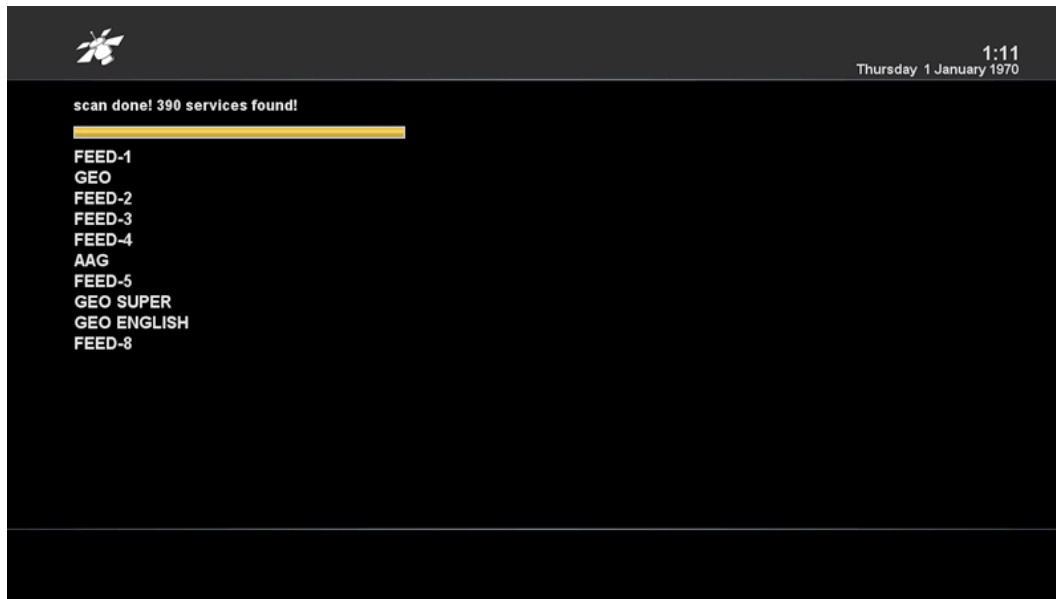 1:11
Thursday 1 January 1970
scan done! 390 services found!
FEED-1
GEO
FEED-2
FEED-3
FEED-4
AAG
FEED-5
GEO SUPER
GEO ENGLISH
FEED-8